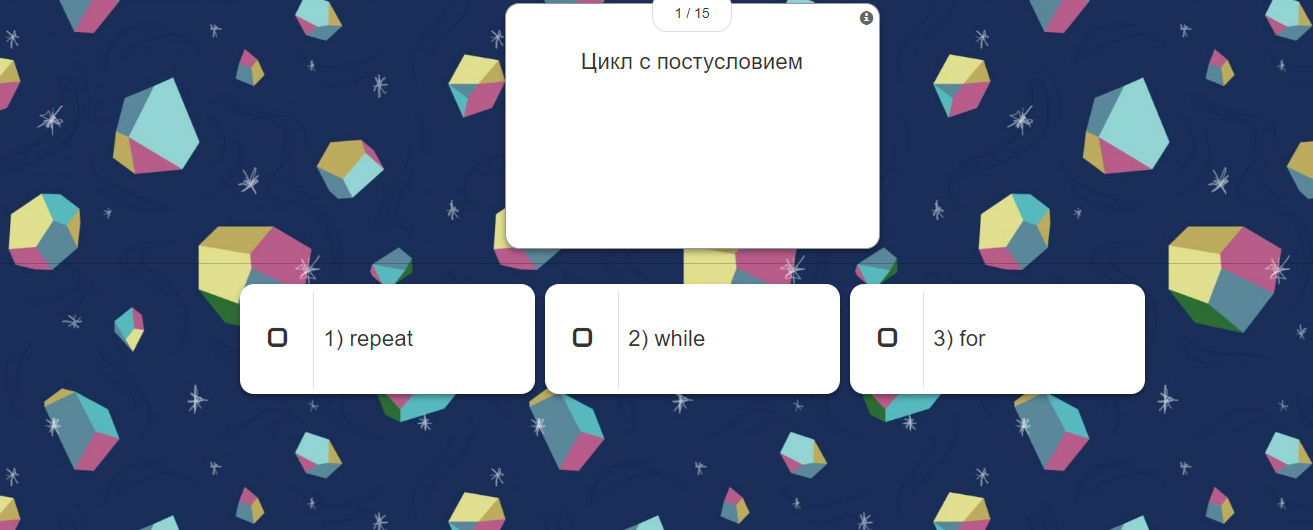 1 / 15
Цикл с постусловием
1) repeat
2) while
3) for